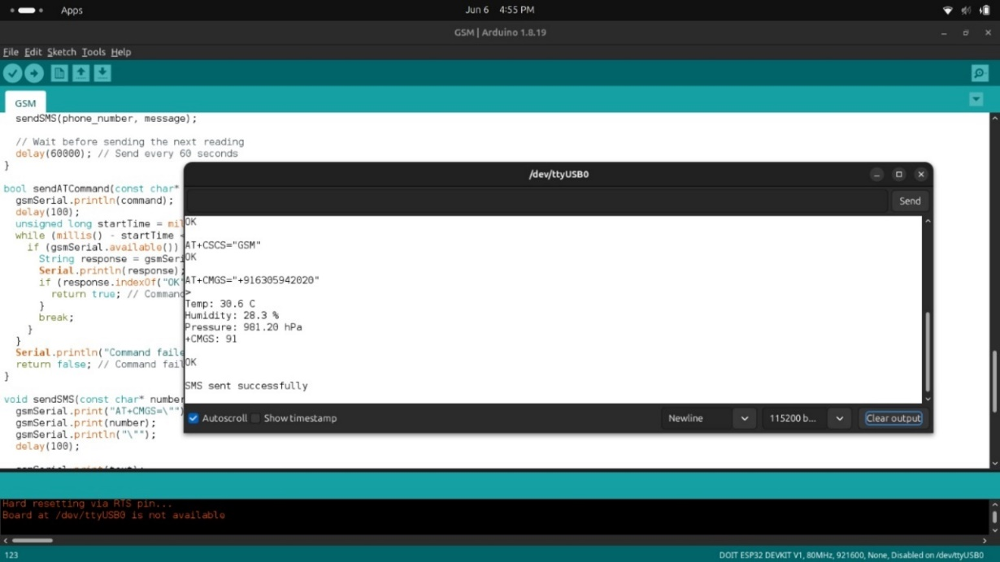 Apps
Jun 6 4:55 PM
GSM | Arduino 1.8.19
File Edit Sketch Tools Help
GSM
sendSMS(phone_number, message);
// Wait before sending the next reading
delay(60000); // Send every 60 seconds
}
bool sendATCommand(const char*
gsmSerial.println(command);
delay(100);
unsigned long startTime = mil
while (millis() - startTime <
if (gsmSerial.available())
String response = gsmSeri
Serial.println(response);
if (response.indexOf("OK"
return true; // Command
}
break;
}
}
Serial.println("Command faile
return false; // Command fail
}
void sendSMS(const char* number
gsmSerial.print("AT+CMGS=\"")
gsmSerial.print(number);
gsmSerial.println("\"");
delay(100);
/dev/ttyUSB0
Send
OK
AT+CSCS="GSM"
OK
AT+CMGS="+916305942020"
>
Temp: 30.6 C
Humidity: 28.3 %
Pressure: 981.20 hPa
+CMGS: 91
OK
SMS sent successfully
Autoscroll Show timestamp Newline 115200 b... Clear output
Hard resetting via RTS pin...
Board at /dev/ttyUSB0 is not available
123 DOIT ESP32 DEVKIT V1, 80MHz, 921600, None, Disabled on /dev/ttyUSB0